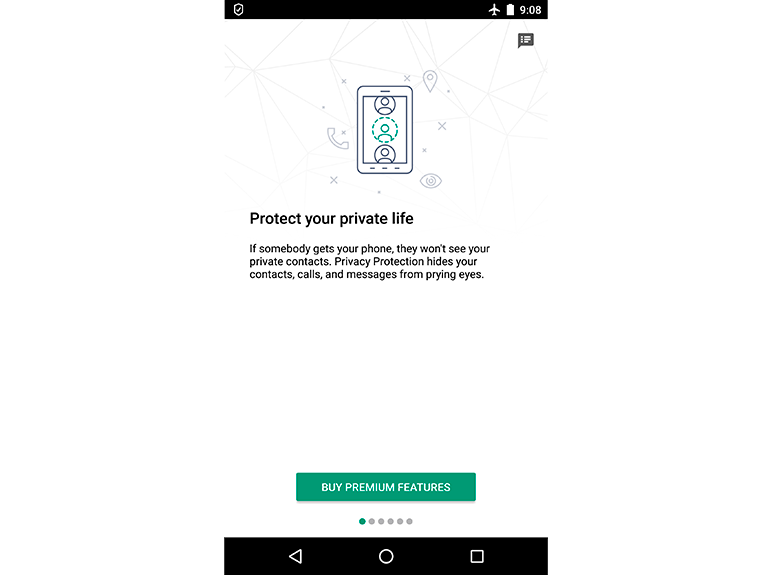 9:08
Protect your private life
If somebody gets your phone, they won't see your
private contacts. Privacy Protection hides your
contacts, calls, and messages from prying eyes.
BUY PREMIUM FEATURES